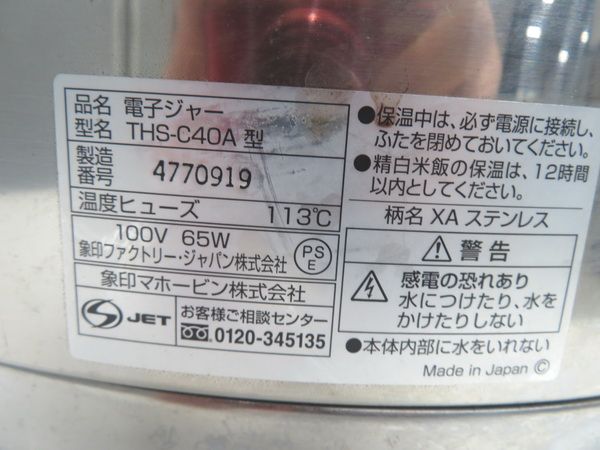 品名 電子ジャー
型名 THS-C40A 型
製造
番号 4770919
温度ヒューズ 113℃
100V 65W
象印ファクトリー・ジャパン株式会社
PS
E
象印マホービン株式会社
JET
お客様ご相談センター
0120-345135
●保温中は、必ず電源に接続し、
ふたを閉めておいてください。
●精白米飯の保温は、12時間
以内としてください。
柄名 XA ステンレス
⚠警告
感電の恐れあり
水につけたり、水を
かけたりしない
●本体内部に水をいれない
Made in Japan Ⓒ